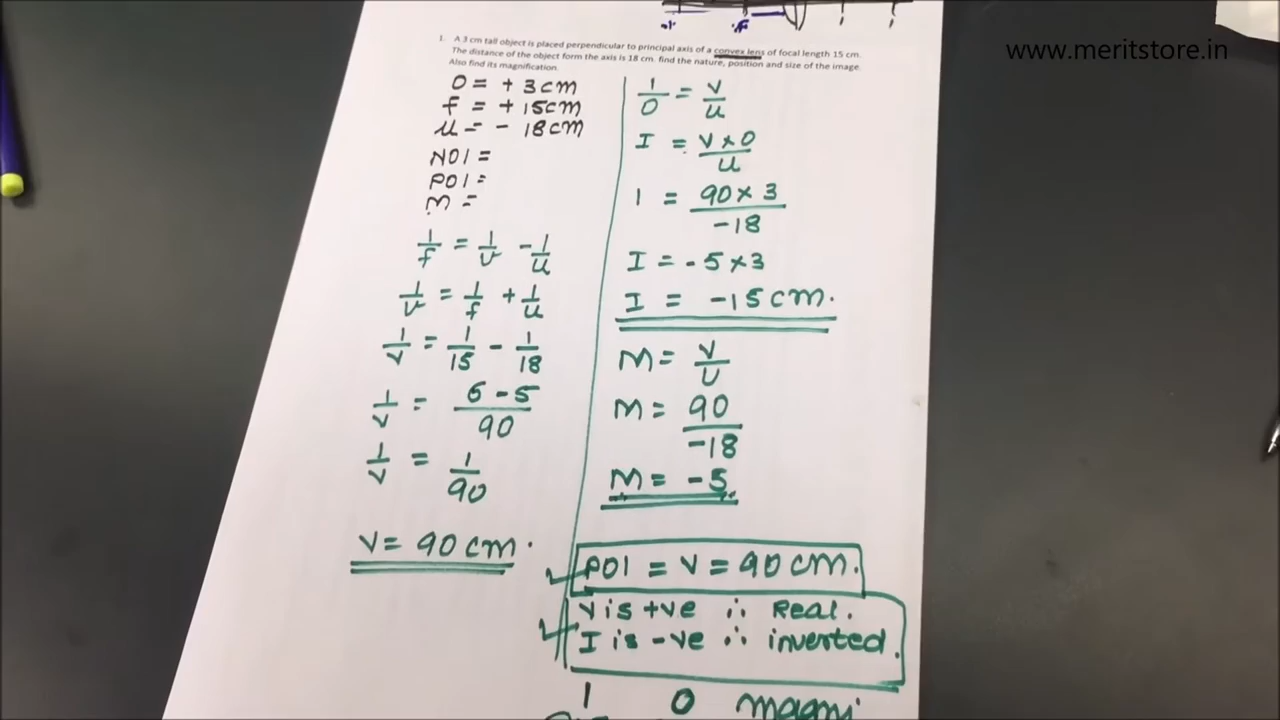 www.meritstore.in
1. A 3 cm tall object is placed perpendicular to principal axis of a convex lens of focal length 15 cm.
The distance of the object form the axis is 18 cm. find the nature, position and size of the image.
Also find its magnification.
O = + 3cm
f = + 15cm
u = - 18cm
NOI =
POI =
M =
1/f = 1/v - 1/u
1/v = 1/f + 1/u
1/v = 1/15 - 1/18
1/v = 6-5/90
1/v = 1/90
v = 90 cm.
I/O = v/u
I = v×O/u
I = 90×3/-18
I = -5×3
I = -15cm.
M = v/u
M = 90/-18
M = -5
POI = v = 90 cm.
v is +ve ∴ Real.
I is -ve ∴ inverted.
I O magni